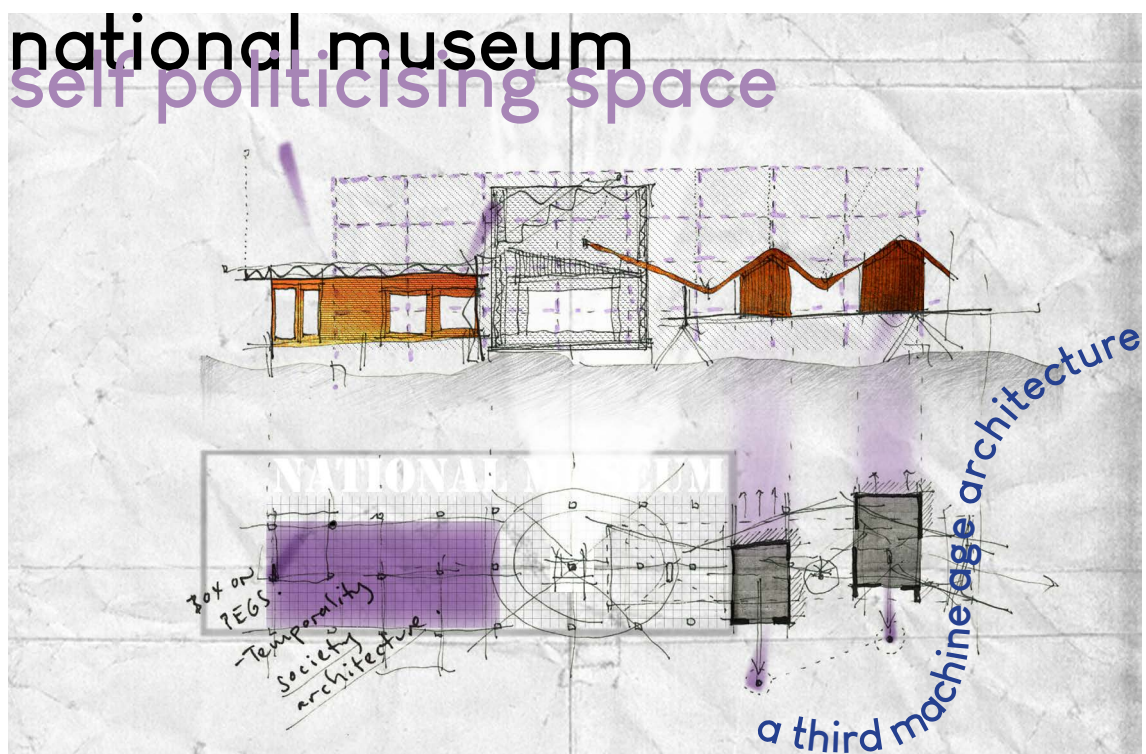 national museum
self politicising space
a third machine age architecture
NATIONAL MUSEUM
BOX ON
PEGS.
-Temporality
society
architecture.